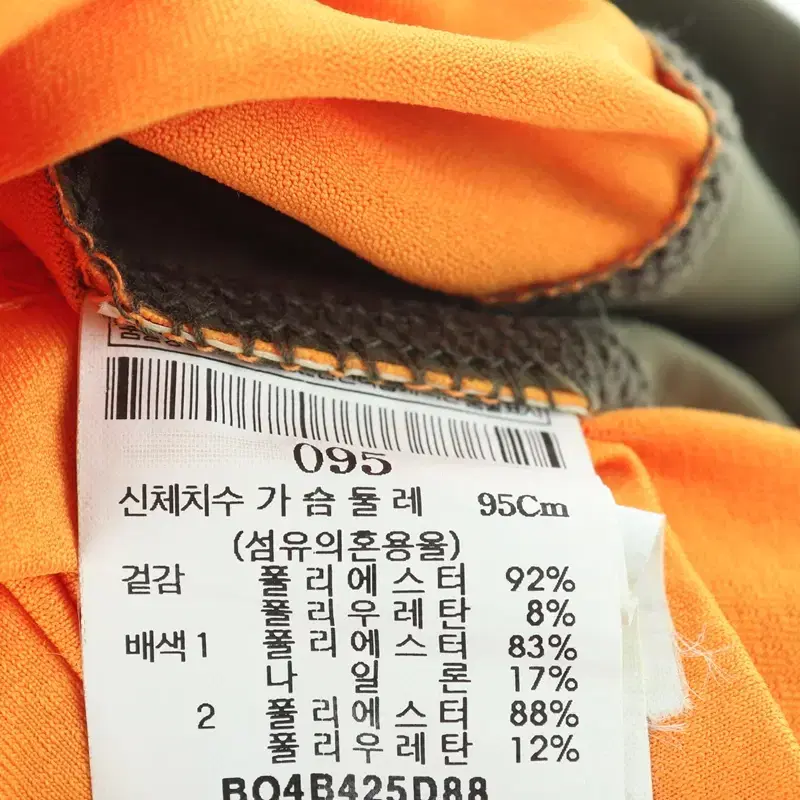 095
신체치수 가 슴 둘 레 95Cm
(섬유의혼용율)
겉감 폴 리 에 스 터 92%
폴 리 우 레 탄 8%
배색 1 폴 리 에 스 터 83%
나 일 론 17%
2 폴 리 에 스 터 88%
폴 리 우 레 탄 12%
BO4B425D88